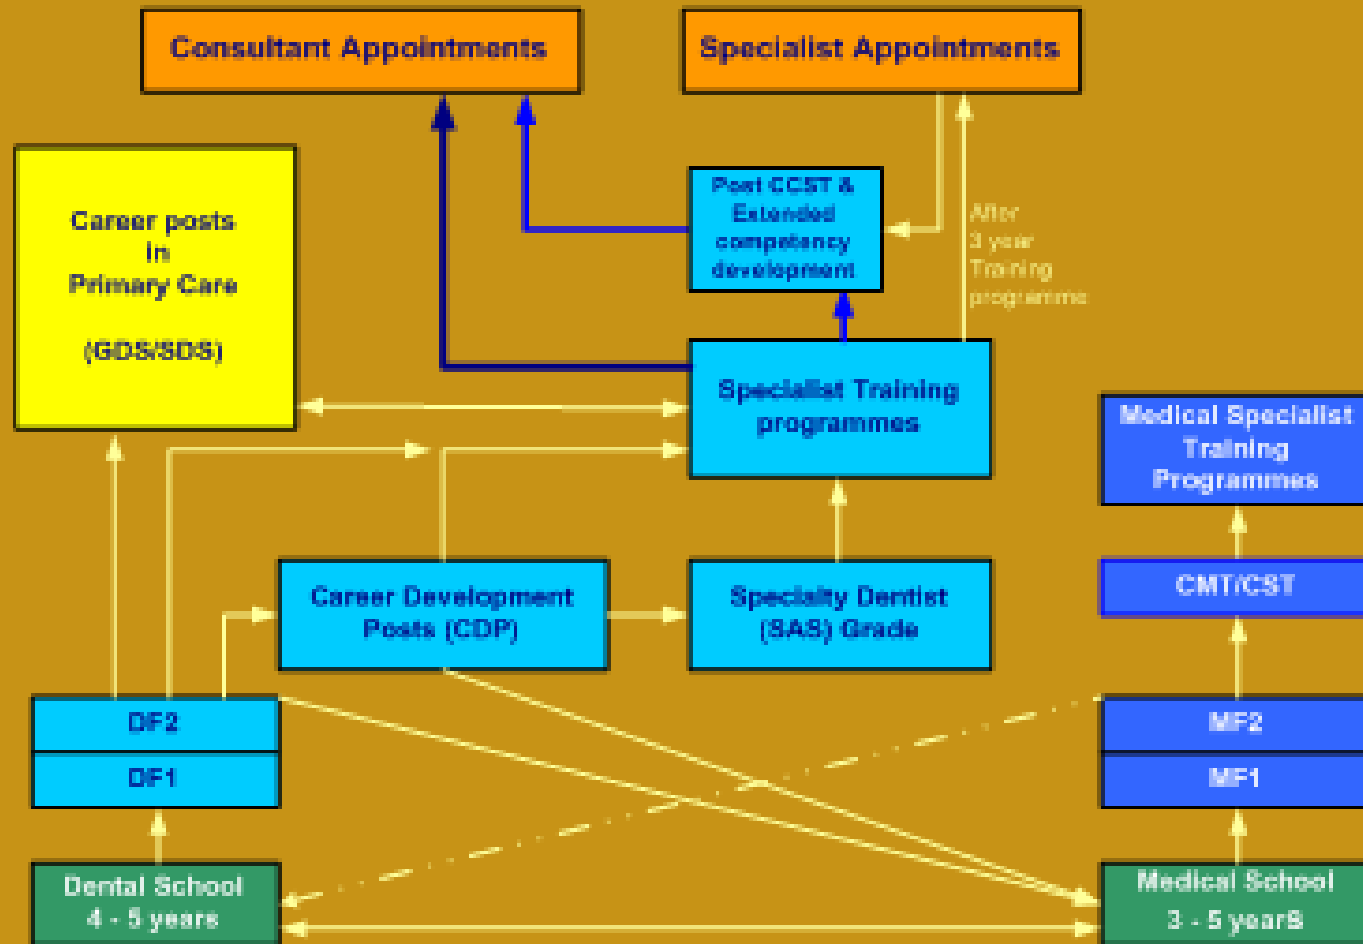 Consultant Appointments
Specialist Appointments
Career posts
in
Primary Care
(GDS/SDS)
Post CCST &
Extended
competency
development
After
3 year
Training
programme
Specialist Training
programmes
Medical Specialist
Training
Programmes
Career Development
Posts (CDP)
Specialty Dentist
(SAS) Grade
CMT/CST
DF2
DF1
MF2
MF1
Dental School
4 - 5 years
Medical School
3 - 5 years